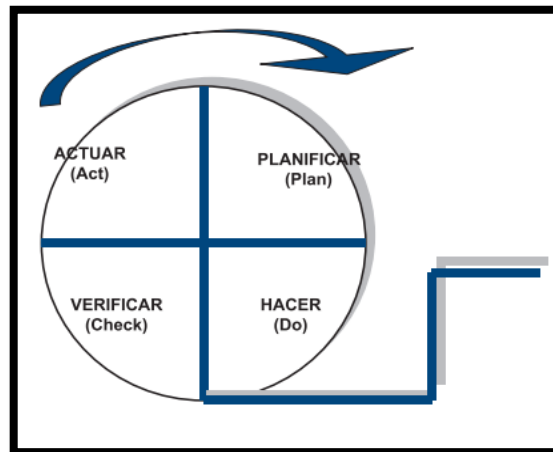 ACTUAR
(Act)
PLANIFICAR
(Plan)
VERIFICAR
(Check)
HACER
(Do)